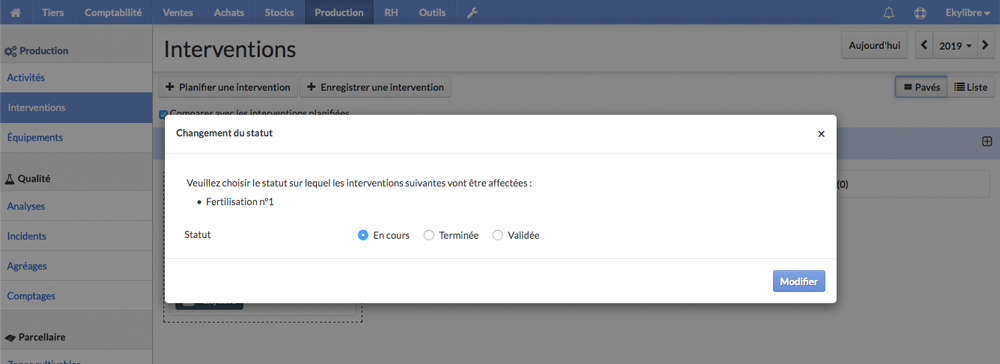 Tiers Comptabilité Ventes Achats Stocks Production RH Outils Ekylibre
Production
Interventions
Aujourd'hui
2019
Activités
Planifier une intervention
Enregistrer une intervention
Pavés
Liste
Interventions
Comparer avec les interventions planifiées
Changement du statut
×
Équipements
Veuillez choisir le statut sur lequel les interventions suivantes vont être affectées :
• Fertilisation n°1
(0)
Qualité
Analyses
Statut
En cours
Terminée
Validée
Incidents
Agréages
Modifier
Comptages
Parcellaire
Zones cultivables